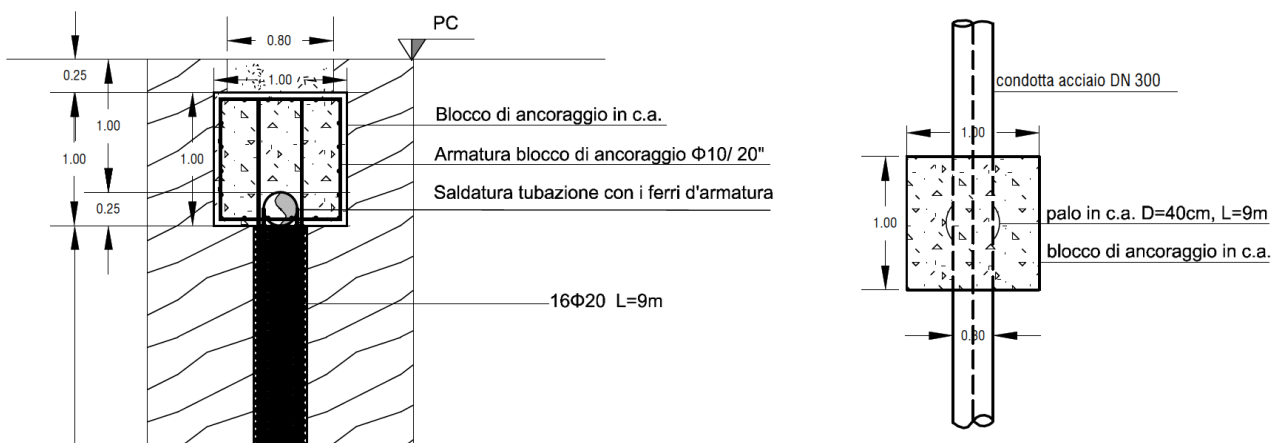 PC
0.80
0.25
1.00
1.00
1.00
1.00
0.25
Blocco di ancoraggio in c.a.
Armatura blocco di ancoraggio Φ10/ 20"
Saldatura tubazione con i ferri d'armatura
16Φ20 L=9m
condotta acciaio DN 300
1.00
1.00
palo in c.a. D=40cm, L=9m
blocco di ancoraggio in c.a.